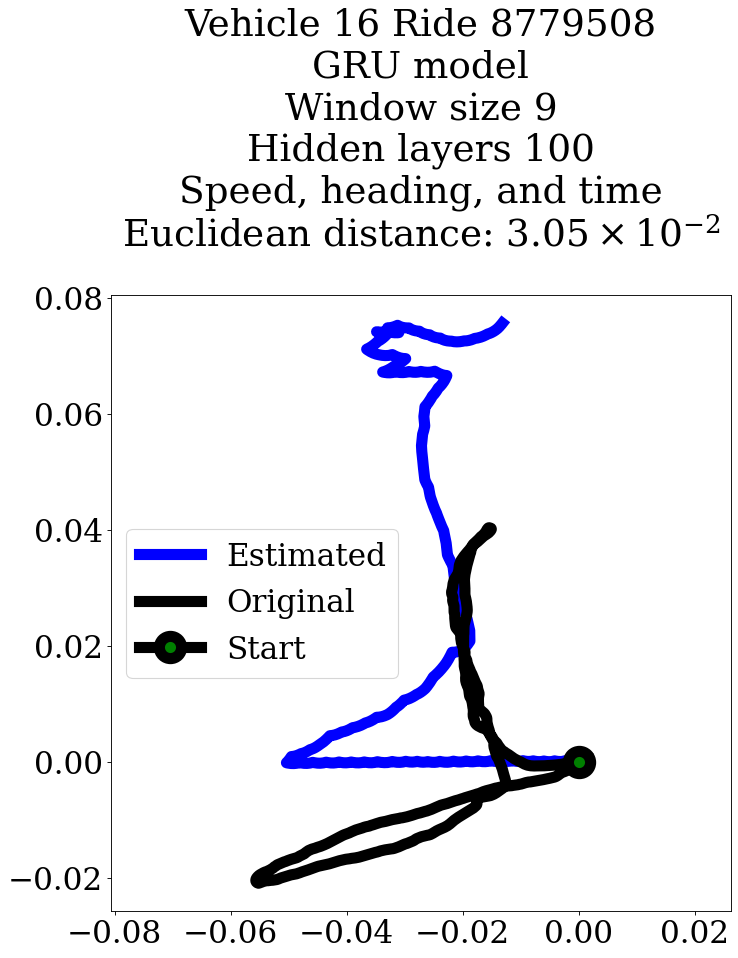 Vehicle 16 Ride 8779508
GRU model
Window size 9
Hidden layers 100
Speed, heading, and time
Euclidean distance: 3.05 × 10⁻²
0.08
0.06
0.04
0.02
0.00
−0.02
Estimated
Original
Start
−0.08 −0.06 −0.04 −0.02 0.00 0.02